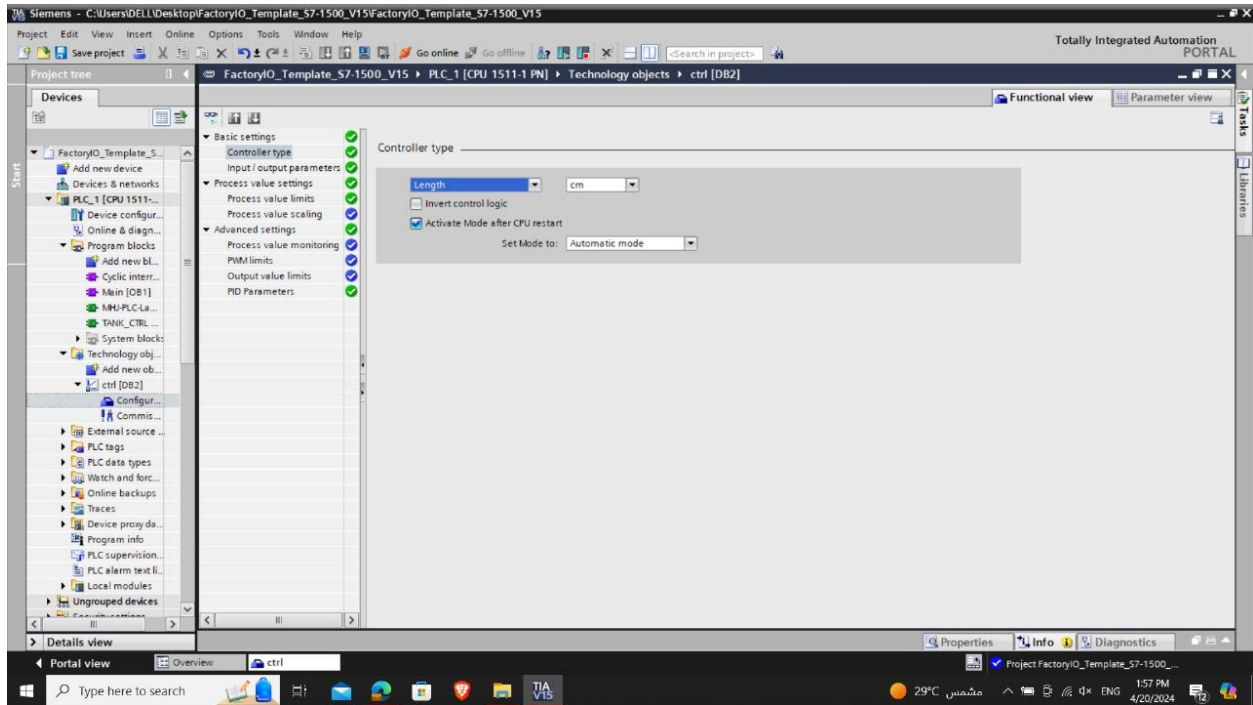 Siemens - C:\Users\DELL\Desktop\FactoryIO_Template_S7-1500_V15\FactoryIO_Template_S7-1500_V15
Project Edit View Insert Online Options Tools Window Help
Totally Integrated Automation
PORTAL
Save project Go online Go offline <Search in project>
Project tree
FactoryIO_Template_S7-1500_V15 PLC_1 [CPU 1511-1 PN] Technology objects ctrl [DB2]
Devices
Functional view Parameter view
Tasks
Libraries
Start
FactoryIO_Template_S...
Add new device
Devices & networks
PLC_1 [CPU 1511-...
Device configur...
Online & diagn...
Program blocks
Add new bl...
Cyclic interr...
Main [OB1]
MHJ-PLC-La...
TANK_CTRL ...
System blocks
Technology obj...
Add new ob...
ctrl [DB2]
Configur...
Commis...
External source ...
PLC tags
PLC data types
Watch and forc...
Online backups
Traces
Device proxy da...
Program info
PLC supervision...
PLC alarm text li...
Local modules
Ungrouped devices
Security settings
Details view
Basic settings
Controller type
Input / output parameters
Process value settings
Process value limits
Process value scaling
Advanced settings
Process value monitoring
PWM limits
Output value limits
PID Parameters
Controller type
Length cm
Invert control logic
Activate Mode after CPU restart
Set Mode to: Automatic mode
Properties Info Diagnostics
Portal view Overview ctrl
Project FactoryIO_Template_S7-1500_...
Type here to search
TIA
V15
29°C مشمس
ENG
1:57 PM
4/20/2024
12